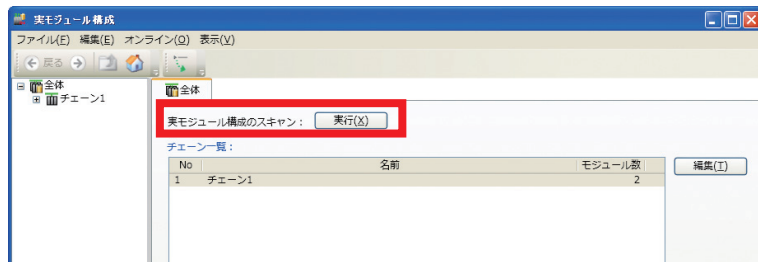 実モジュール構成
ファイル(F) 編集(E) オンライン(O) 表示(V)
戻る
全体
チェーン1
全体
実モジュール構成のスキャン： 実行(X)
チェーン一覧：
No 名前 モジュール数
1 チェーン1 2
編集(T)